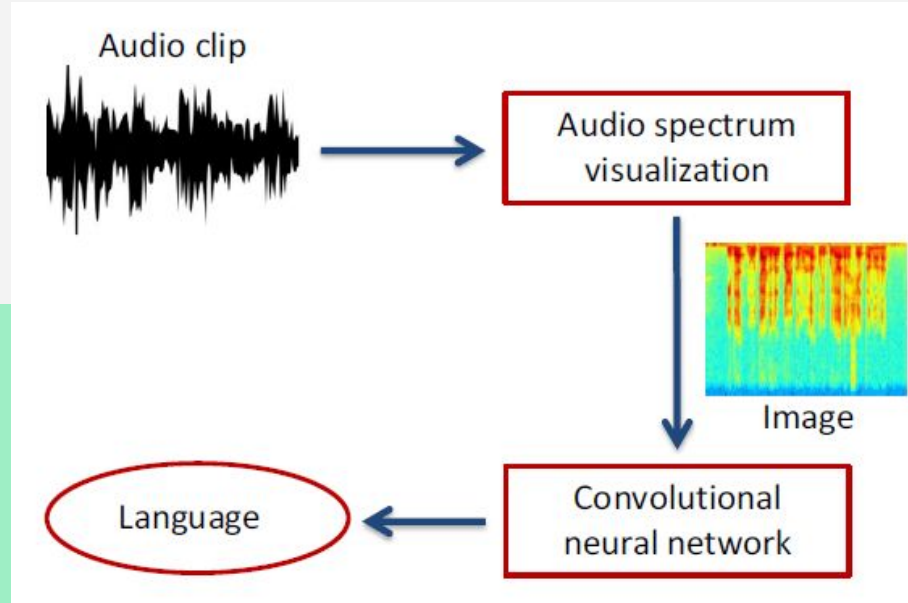 Audio clip
Audio spectrum
visualization
Image
Convolutional
neural network
Language